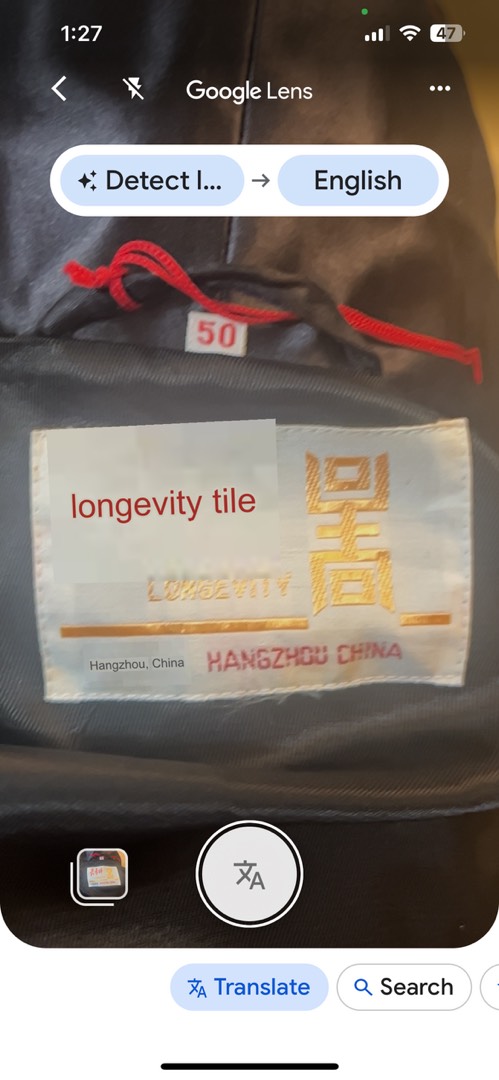 1:27
47
Google Lens
Detect l...
English
50
longevity tile
LONGEVITY
Hangzhou, China
HANGZHOU CHINA
Translate
Search